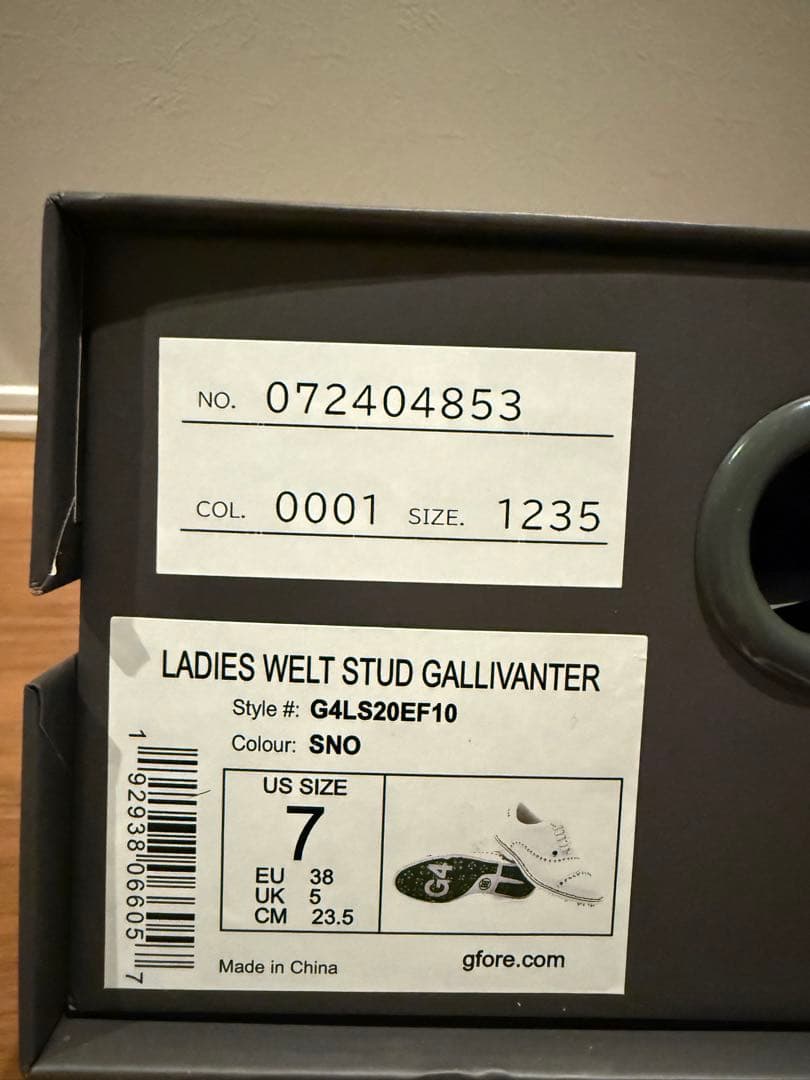 NO. 072404853
COL. 0001 SIZE. 1235
LADIES WELT STUD GALLIVANTER
Style #: G4LS20EF10
Colour: SNO
US SIZE
7
EU 38
UK 5
CM 23.5
G4
1 92938 06605 7
Made in China
gfore.com